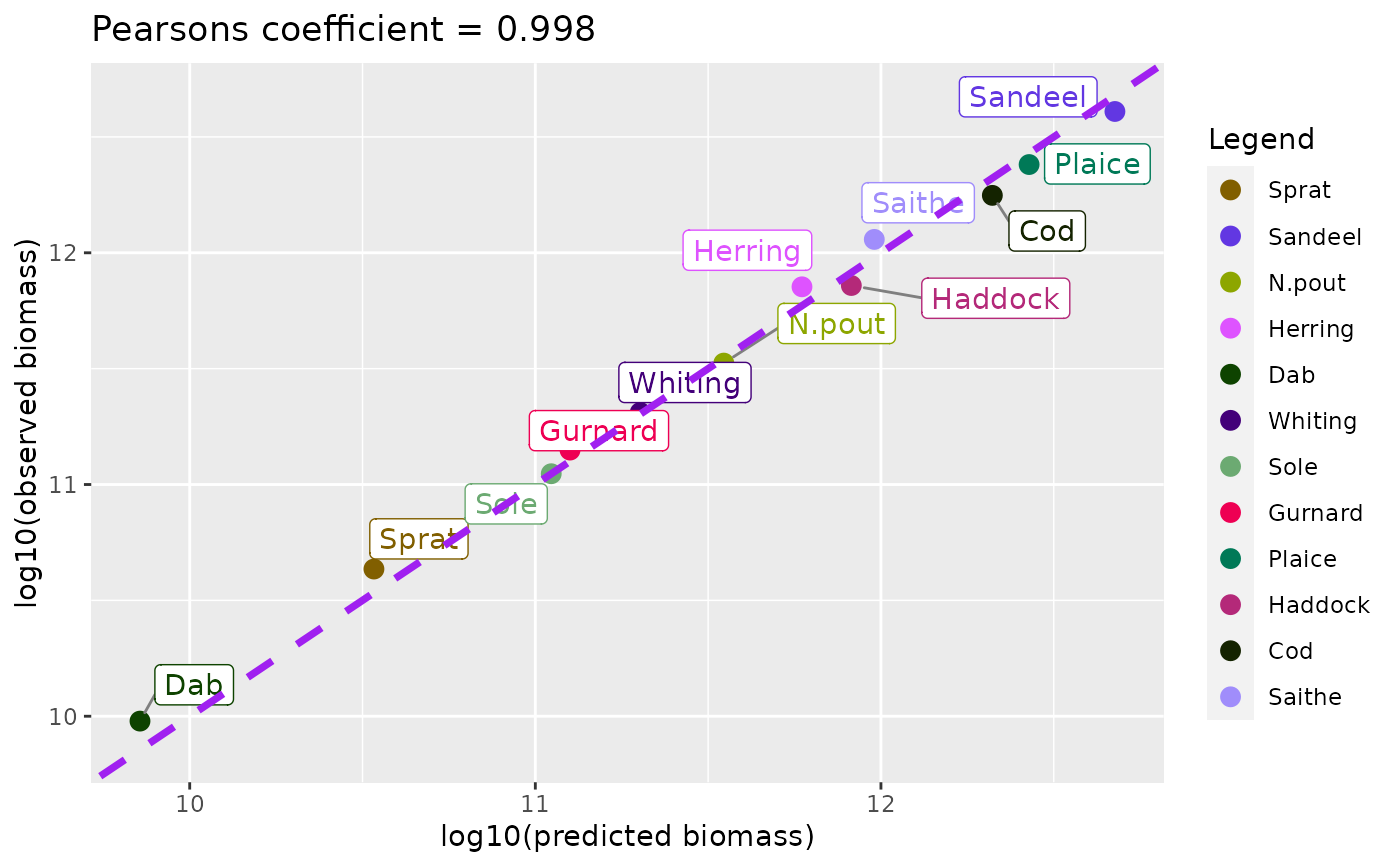 Pearsons coefficient = 0.998
Sandeel
Plaice
Saithe
Cod
Herring
Haddock
N.pout
Whiting
Gurnard
Sole
Sprat
Dab
12
11
10
log10(observed biomass)
10
11
12
log10(predicted biomass)
Legend
Sprat
Sandeel
N.pout
Herring
Dab
Whiting
Sole
Gurnard
Plaice
Haddock
Cod
Saithe